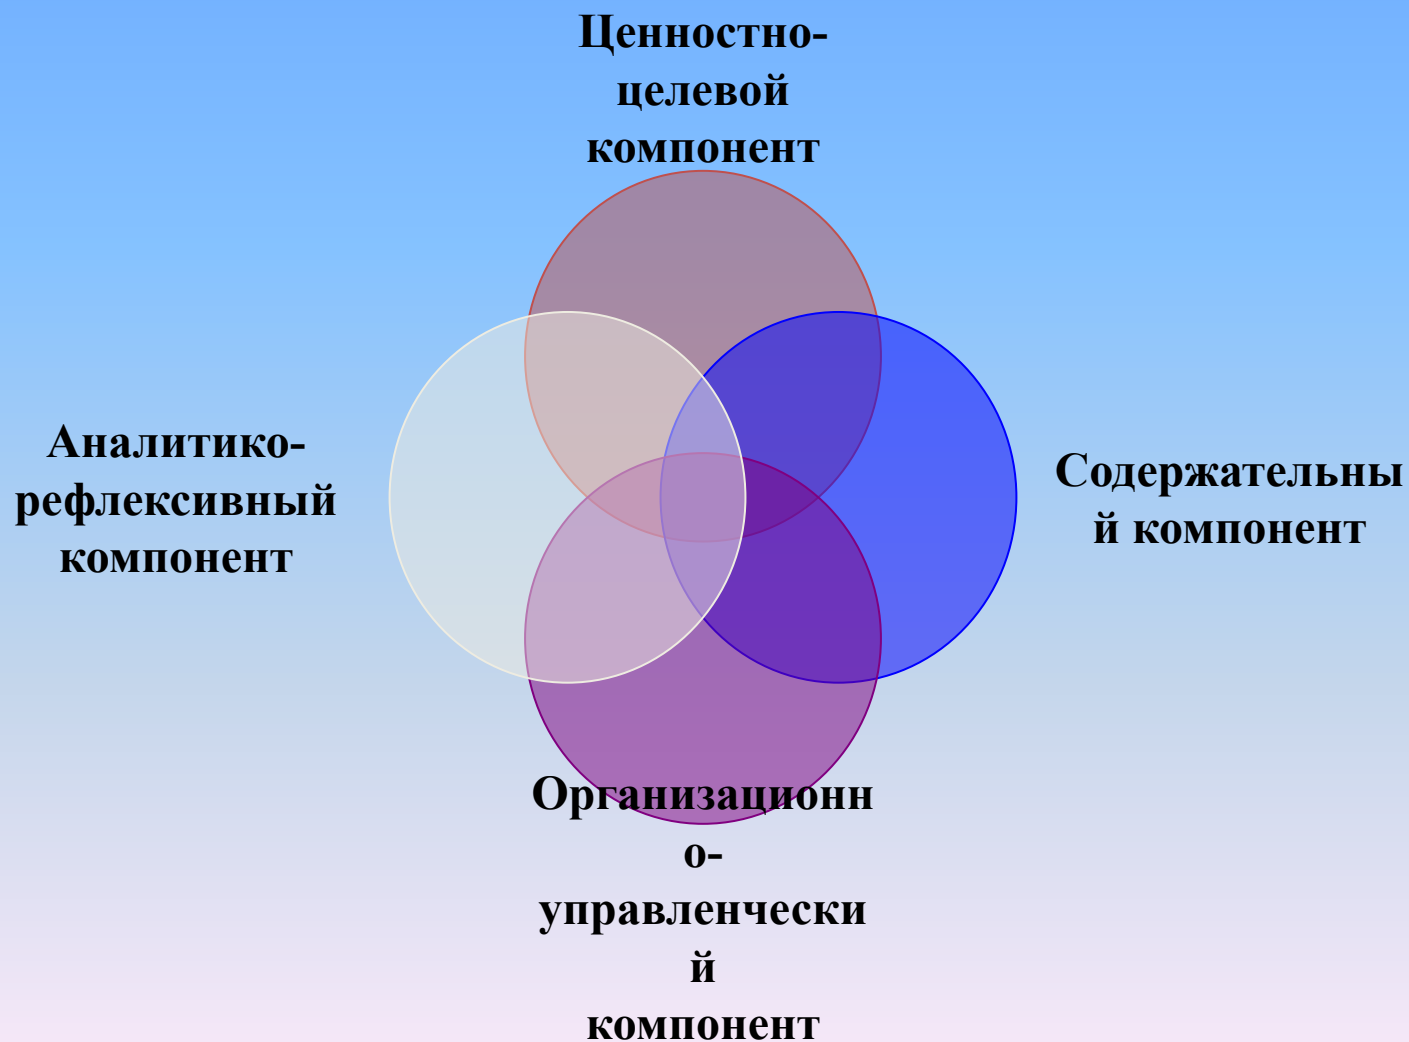 Ценностно-
целевой
компонент
Аналитико-
рефлексивный
компонент
Содержательны
й компонент
Организационн
о-
управленчески
й
компонент